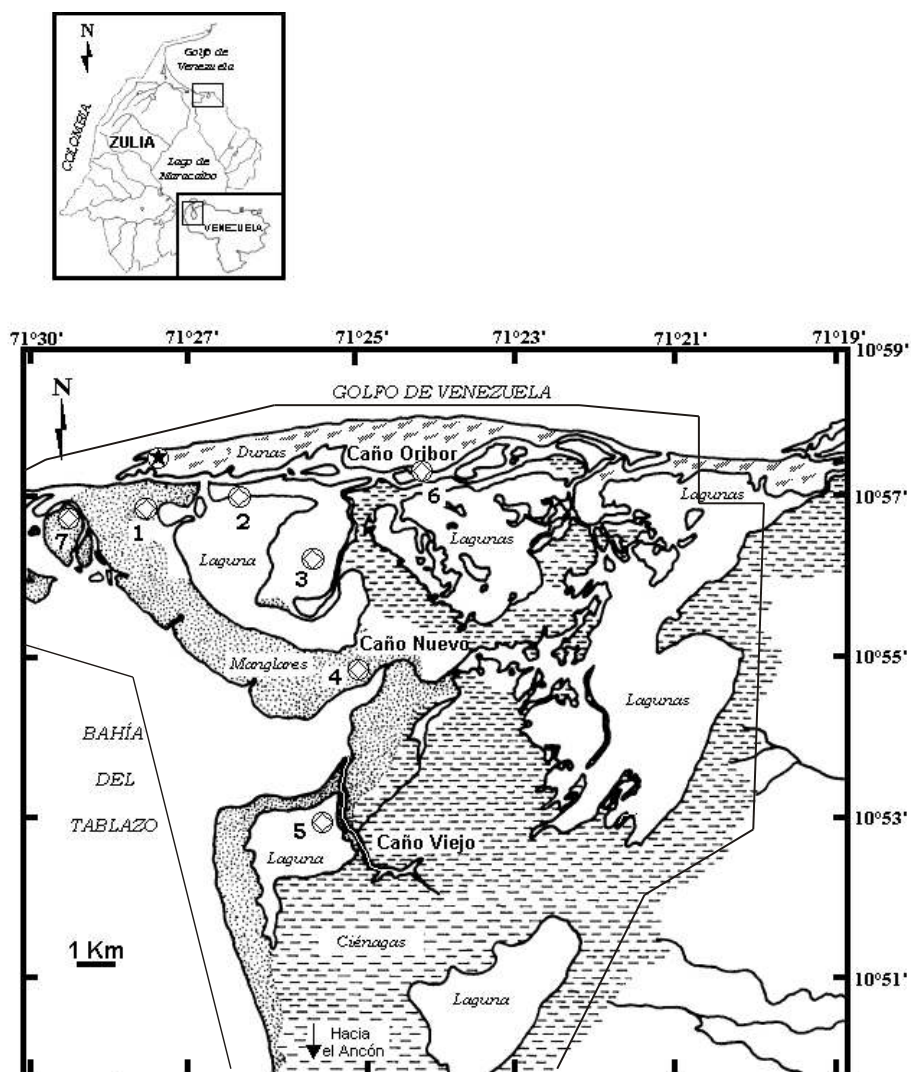 N
Golfo de
Venezuela
COLOMBIA
ZULIA
Lago de
Maracaibo
VENEZUELA
71°30' 71°27' 71°25' 71°23' 71°21' 71°19'
10°59'
N
GOLFO DE VENEZUELA
Dunas
Caño Oribor
6
Lagunas
10°57'
1
2
7
Laguna
3
Lagunas
Caño Nuevo
10°55'
Manglares
4
Lagunas
BAHÍA
DEL
TABLAZO
10°53'
5
Caño Viejo
Laguna
1 Km
Ciénagas
10°51'
Laguna
Hacia
el Ancón